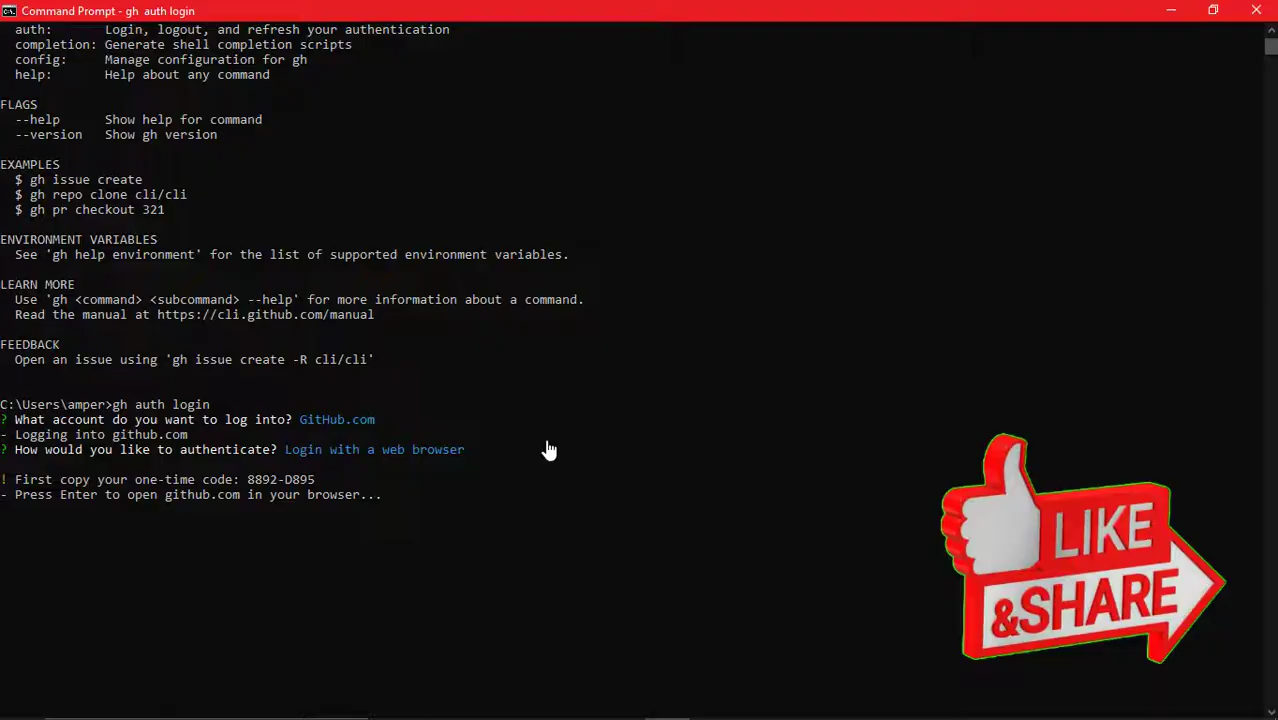 Command Prompt - gh auth login
auth: Login, logout, and refresh your authentication
completion: Generate shell completion scripts
config: Manage configuration for gh
help: Help about any command
FLAGS
--help Show help for command
--version Show gh version
EXAMPLES
$ gh issue create
$ gh repo clone cli/cli
$ gh pr checkout 321
ENVIRONMENT VARIABLES
See 'gh help environment' for the list of supported environment variables.
LEARN MORE
Use 'gh <command> <subcommand> --help' for more information about a command.
Read the manual at https://cli.github.com/manual
FEEDBACK
Open an issue using 'gh issue create -R cli/cli'
C:\Users\amper>gh auth login
? What account do you want to log into? GitHub.com
- Logging into github.com
? How would you like to authenticate? Login with a web browser
! First copy your one-time code: 8892-D895
- Press Enter to open github.com in your browser...
LIKE
&SHARE